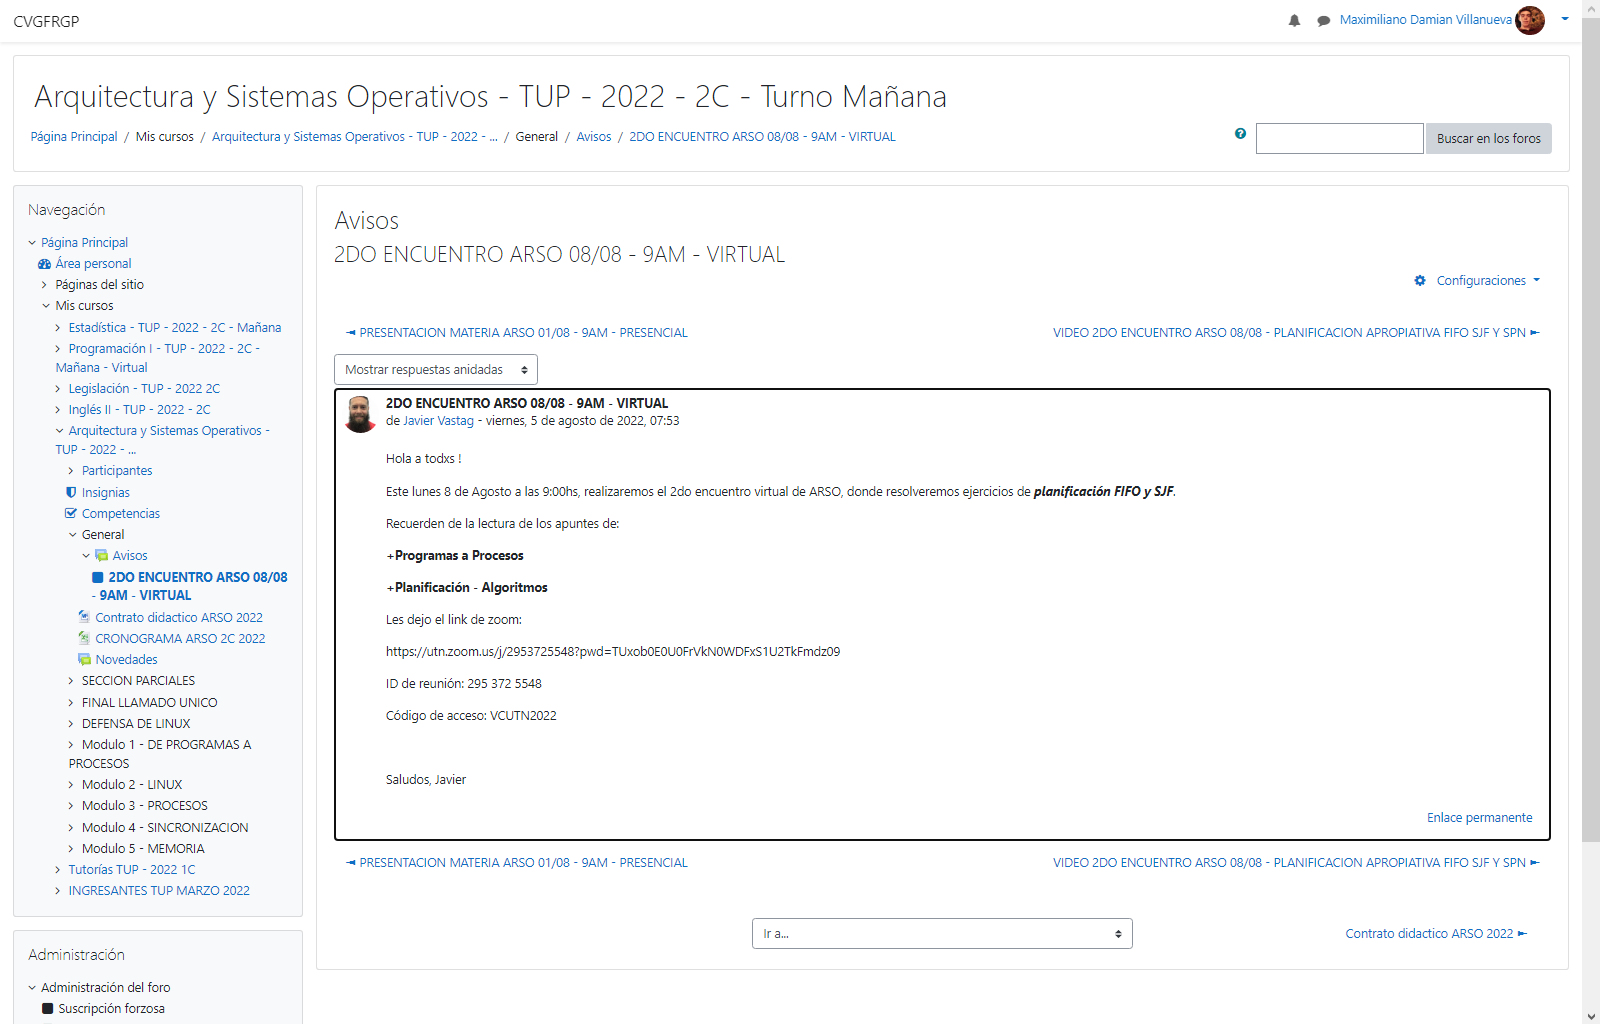 CVGFRGP
Maximiliano Damian Villanueva
Arquitectura y Sistemas Operativos - TUP - 2022 - 2C - Turno Mañana
Página Principal / Mis cursos / Arquitectura y Sistemas Operativos - TUP - 2022 - ... / General / Avisos / 2DO ENCUENTRO ARSO 08/08 - 9AM - VIRTUAL
Buscar en los foros
Navegación
Página Principal
Área personal
Páginas del sitio
Mis cursos
Estadística - TUP - 2022 - 2C - Mañana
Programación I - TUP - 2022 - 2C -
Mañana - Virtual
Legislación - TUP - 2022 2C
Inglés II - TUP - 2022 - 2C
Arquitectura y Sistemas Operativos -
TUP - 2022 - ...
Participantes
Insignias
Competencias
General
Avisos
2DO ENCUENTRO ARSO 08/08
- 9AM - VIRTUAL
Contrato didactico ARSO 2022
CRONOGRAMA ARSO 2C 2022
Novedades
SECCION PARCIALES
FINAL LLAMADO UNICO
DEFENSA DE LINUX
Modulo 1 - DE PROGRAMAS A
PROCESOS
Modulo 2 - LINUX
Modulo 3 - PROCESOS
Modulo 4 - SINCRONIZACION
Modulo 5 - MEMORIA
Tutorías TUP - 2022 1C
INGRESANTES TUP MARZO 2022
Administración
Administración del foro
Suscripción forzosa
Avisos
2DO ENCUENTRO ARSO 08/08 - 9AM - VIRTUAL
Configuraciones
◄ PRESENTACION MATERIA ARSO 01/08 - 9AM - PRESENCIAL
VIDEO 2DO ENCUENTRO ARSO 08/08 - PLANIFICACION APROPIATIVA FIFO SJF Y SPN ►
Mostrar respuestas anidadas
2DO ENCUENTRO ARSO 08/08 - 9AM - VIRTUAL
de Javier Vastag - viernes, 5 de agosto de 2022, 07:53
Hola a todxs !
Este lunes 8 de Agosto a las 9:00hs, realizaremos el 2do encuentro virtual de ARSO, donde resolveremos ejercicios de planificación FIFO y SJF.
Recuerden de la lectura de los apuntes de:
+Programas a Procesos
+Planificación - Algoritmos
Les dejo el link de zoom:
https://utn.zoom.us/j/2953725548?pwd=TUxob0E0U0FrVkN0WDFxS1U2TkFmdz09
ID de reunión: 295 372 5548
Código de acceso: VCUTN2022
Saludos, Javier
Enlace permanente
◄ PRESENTACION MATERIA ARSO 01/08 - 9AM - PRESENCIAL
VIDEO 2DO ENCUENTRO ARSO 08/08 - PLANIFICACION APROPIATIVA FIFO SJF Y SPN ►
Ir a...
Contrato didactico ARSO 2022 ►